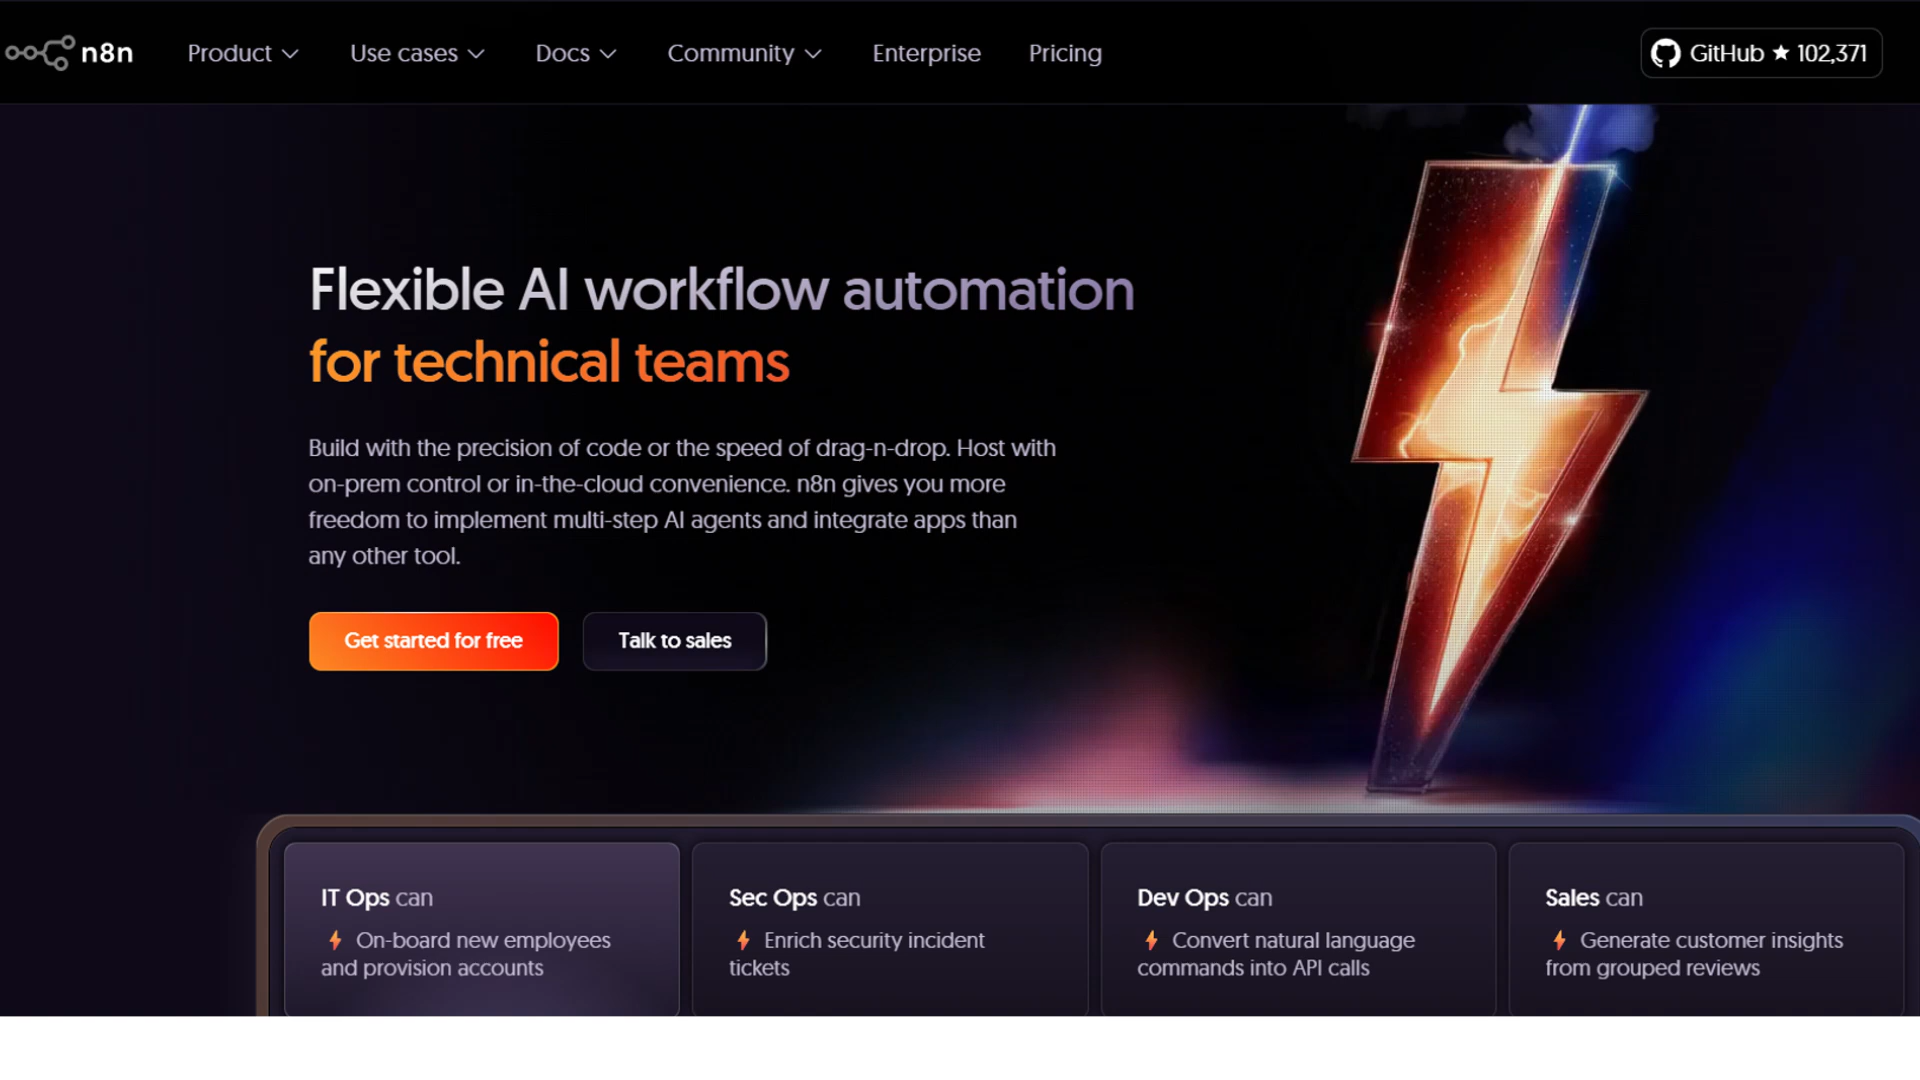 n8n
Product
Use cases
Docs
Community
Enterprise
Pricing
GitHub ★ 102,371
Flexible AI workflow automation
for technical teams
Build with the precision of code or the speed of drag-n-drop. Host with
on-prem control or in-the-cloud convenience. n8n gives you more
freedom to implement multi-step AI agents and integrate apps than
any other tool.
Get started for free
Talk to sales
IT Ops can
On-board new employees
and provision accounts
Sec Ops can
Enrich security incident
tickets
Dev Ops can
Convert natural language
commands into API calls
Sales can
Generate customer insights
from grouped reviews